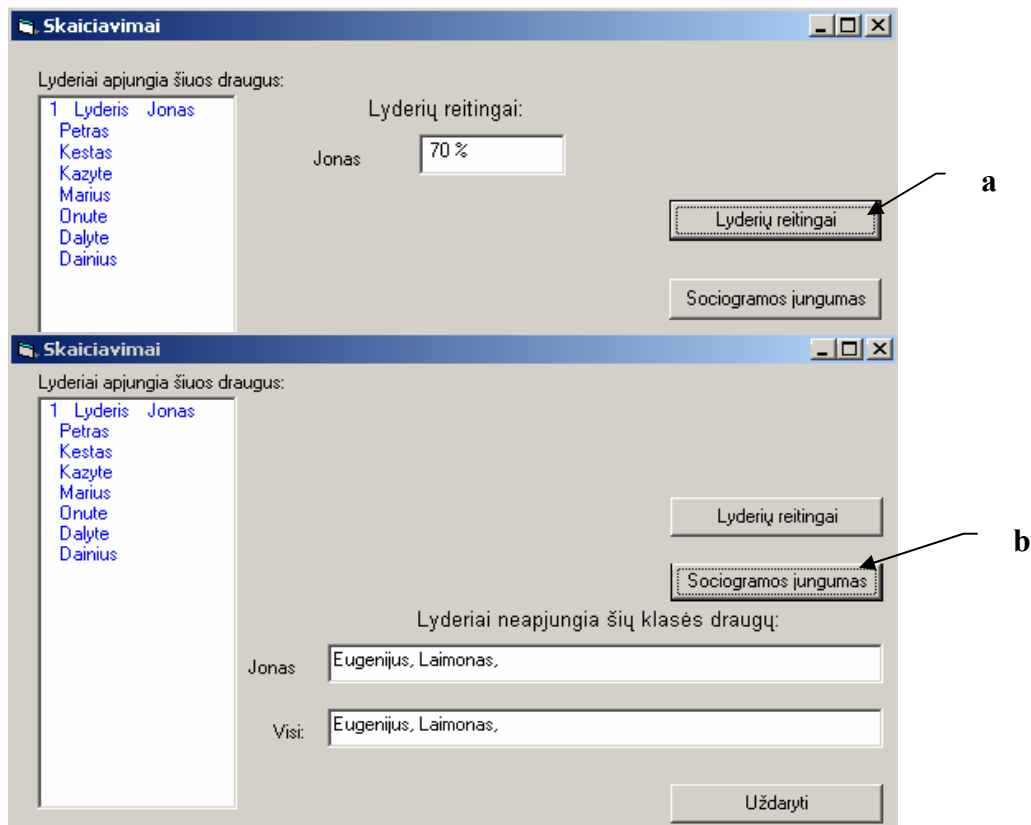 Skaiciavimai
Lyderiai apjungia šiuos draugus:
1 Lyderis Jonas
Petras
Kestas
Kazyte
Marius
Onute
Dalyte
Dainius
Lyderių reitingai:
Jonas 70 %
a
Lyderių reitingai
Sociogramos jungumas
Skaiciavimai
Lyderiai apjungia šiuos draugus:
1 Lyderis Jonas
Petras
Kestas
Kazyte
Marius
Onute
Dalyte
Dainius
Lyderių reitingai
b
Sociogramos jungumas
Lyderiai neapjungia šių klasės draugų:
Jonas Eugenijus, Laimonas,
Visi: Eugenijus, Laimonas,
Uždaryti